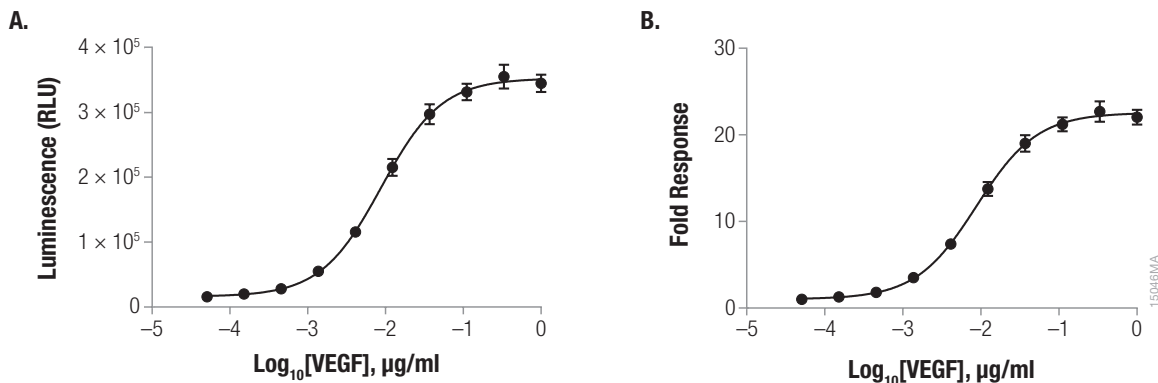 A.
Luminescence (RLU)
4 × 10⁵
3 × 10⁵
2 × 10⁵
1 × 10⁵
0
–5
–4
–3
–2
–1
0
Log₁₀[VEGF], µg/ml
B.
Fold Response
30
20
10
0
–5
–4
–3
–2
–1
0
Log₁₀[VEGF], µg/ml
15046MA